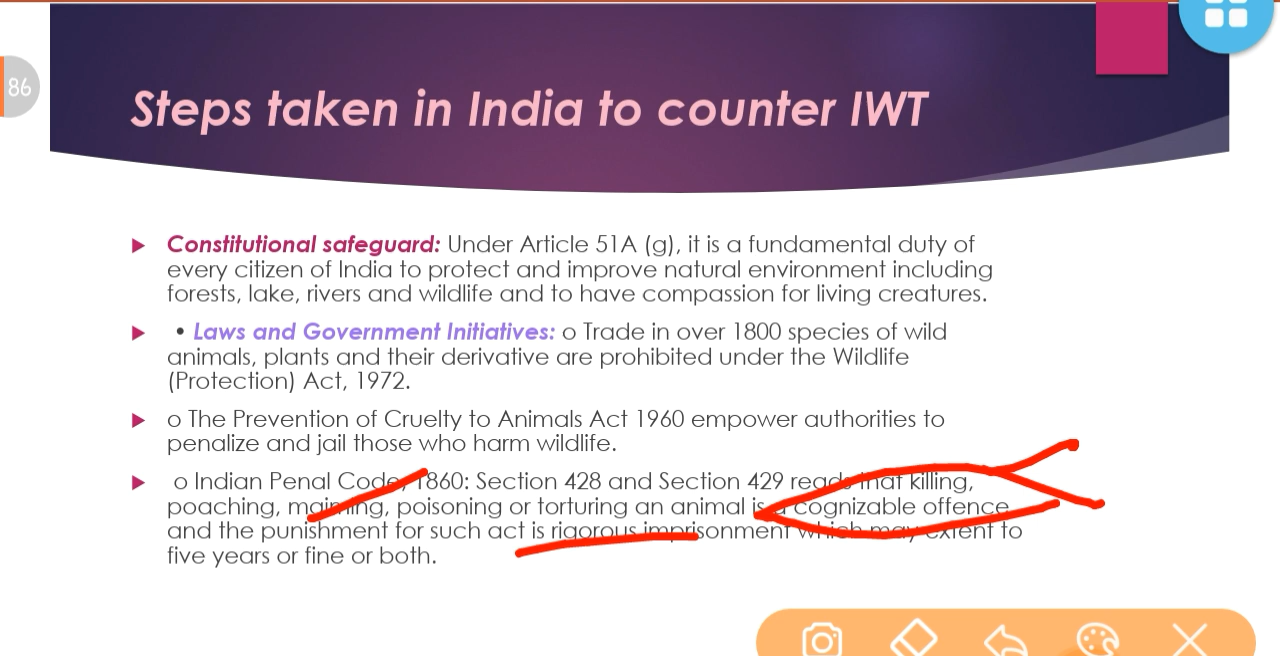 86
Steps taken in India to counter IWT
Constitutional safeguard: Under Article 51A (g), it is a fundamental duty of
every citizen of India to protect and improve natural environment including
forests, lake, rivers and wildlife and to have compassion for living creatures.
• Laws and Government Initiatives: o Trade in over 1800 species of wild
animals, plants and their derivative are prohibited under the Wildlife
(Protection) Act, 1972.
o The Prevention of Cruelty to Animals Act 1960 empower authorities to
penalize and jail those who harm wildlife.
o Indian Penal Code, 1860: Section 428 and Section 429 reads that killing,
poaching, maiming, poisoning or torturing an animal is a cognizable offence
and the punishment for such act is rigorous imprisonment which may extent to
five years or fine or both.